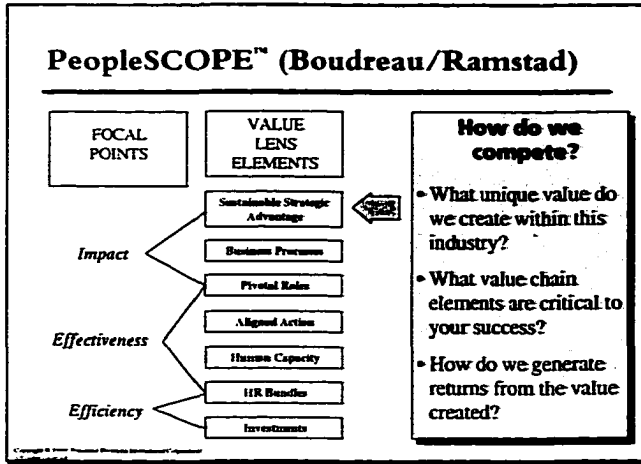 PeopleSCOPE™ (Boudreau/Ramstad)
FOCAL
POINTS
VALUE
LENS
ELEMENTS
Sustainable Strategic
Advantage
Business Processes
Pivotal Roles
Aligned Action
Human Capacity
HR Bundles
Investments
Impact
Effectiveness
Efficiency
How do we
compete?
- What unique value do
we create within this
industry?
- What value chain
elements are critical to
your success?
- How do we generate
returns from the value
created?
Copyright ©